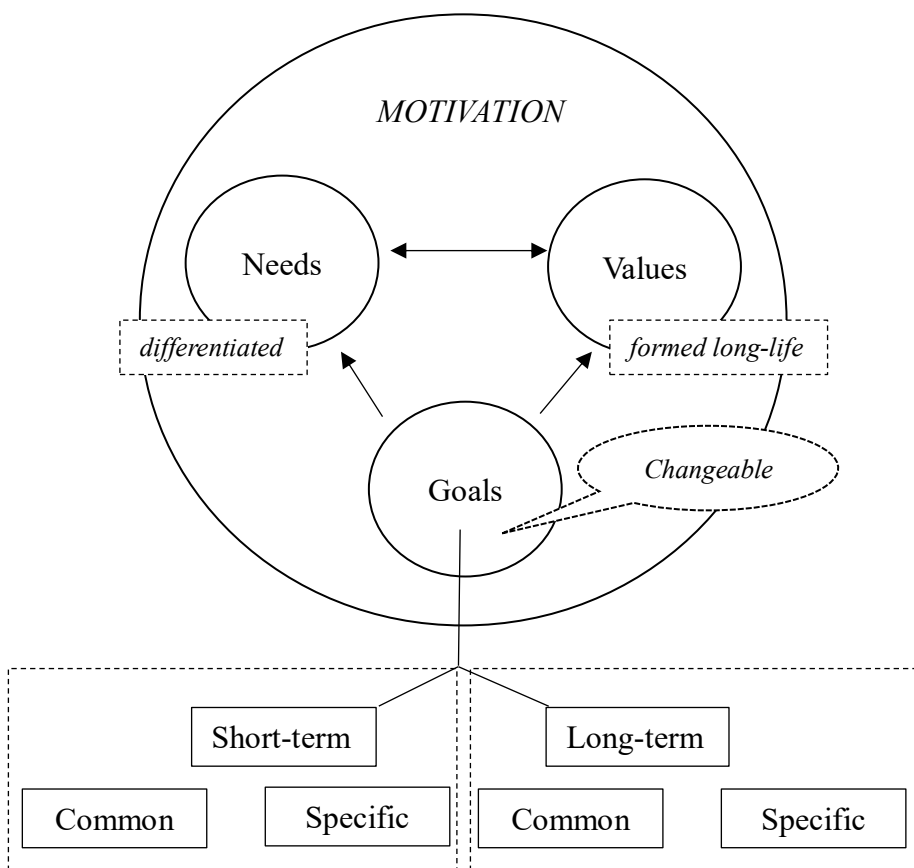 MOTIVATION
Needs
Values
differentiated
formed long-life
Goals
Changeable
Short-term
Long-term
Common
Specific
Common
Specific